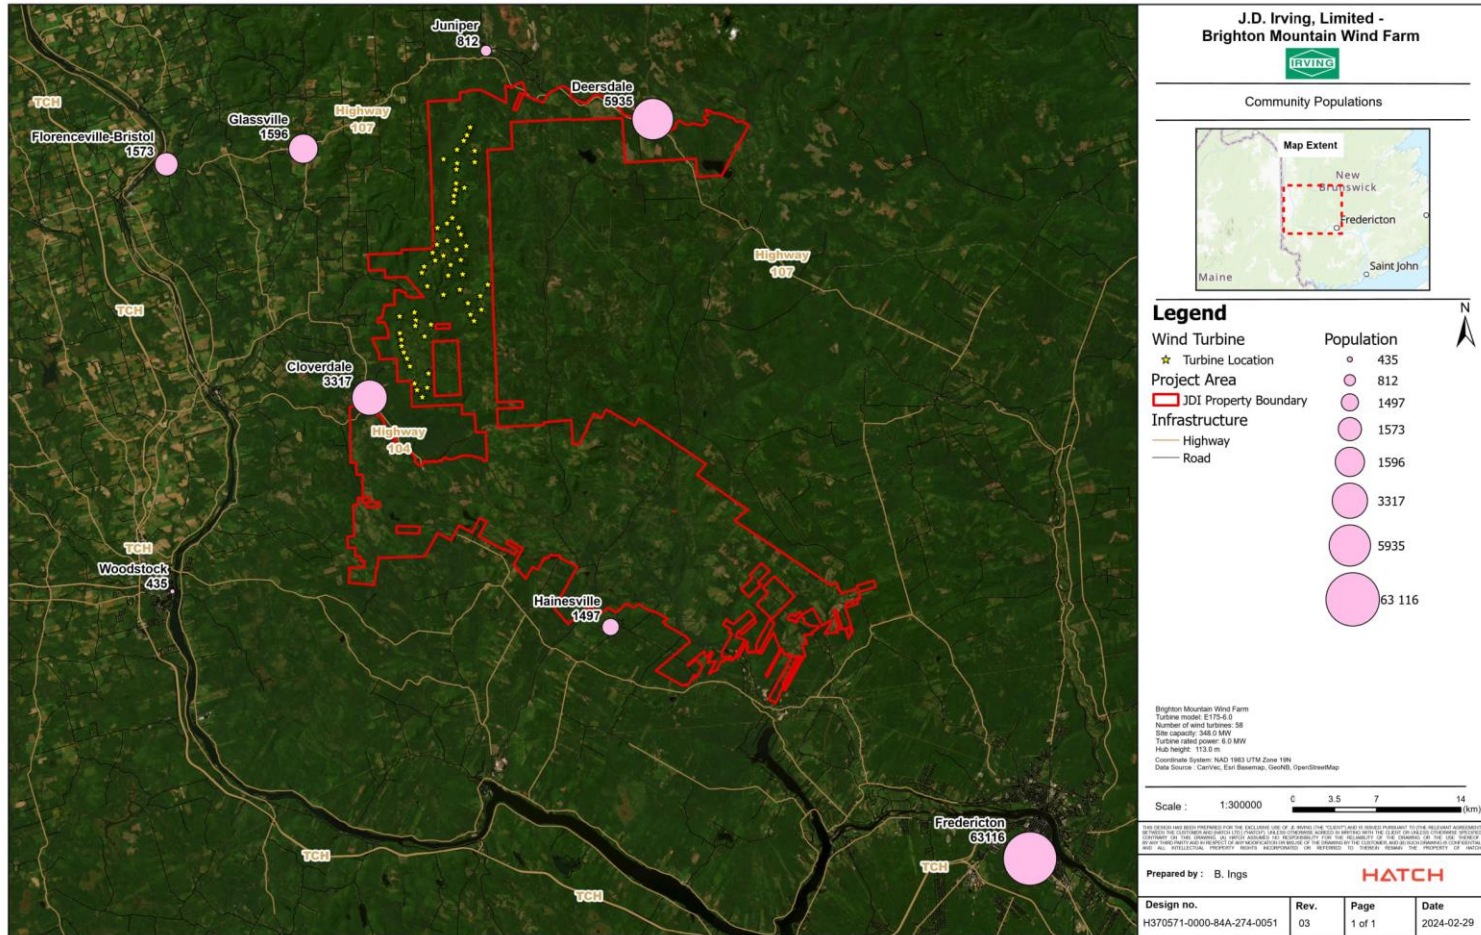 Juniper
812
Deersdale
5935
TCH
Highway
107
Glassville
1596
Florenceville-Bristol
1573
Highway
107
TCH
Cloverdale
3317
Highway
104
TCH
Woodstock
435
Hainesville
1497
Fredericton
63116
TCH
TCH
TCH
J.D. Irving, Limited -
Brighton Mountain Wind Farm
IRVING
Community Populations
Map Extent
New
Brunswick
Fredericton
Saint John
Maine
Legend
N
Wind Turbine
Turbine Location
Project Area
JDI Property Boundary
Infrastructure
Highway
Road
Population
435
812
1497
1573
1596
3317
5935
63 116
Brighton Mountain Wind Farm
Turbine model: E175-6.0
Number of wind turbines: 58
Site capacity: 348.0 MW
Turbine rated power: 6.0 MW
Hub height: 113.0 m
Coordinate System: NAD 1983 UTM Zone 19N
Data Source : CanVec, Esri Basemap, GeoNB, OpenStreetMap
Scale : 1:300000
0 3.5 7 14
(km)
Prepared by : B. Ings
HATCH
Design no. Rev. Page Date
H370571-0000-84A-274-0051 03 1 of 1 2024-02-29